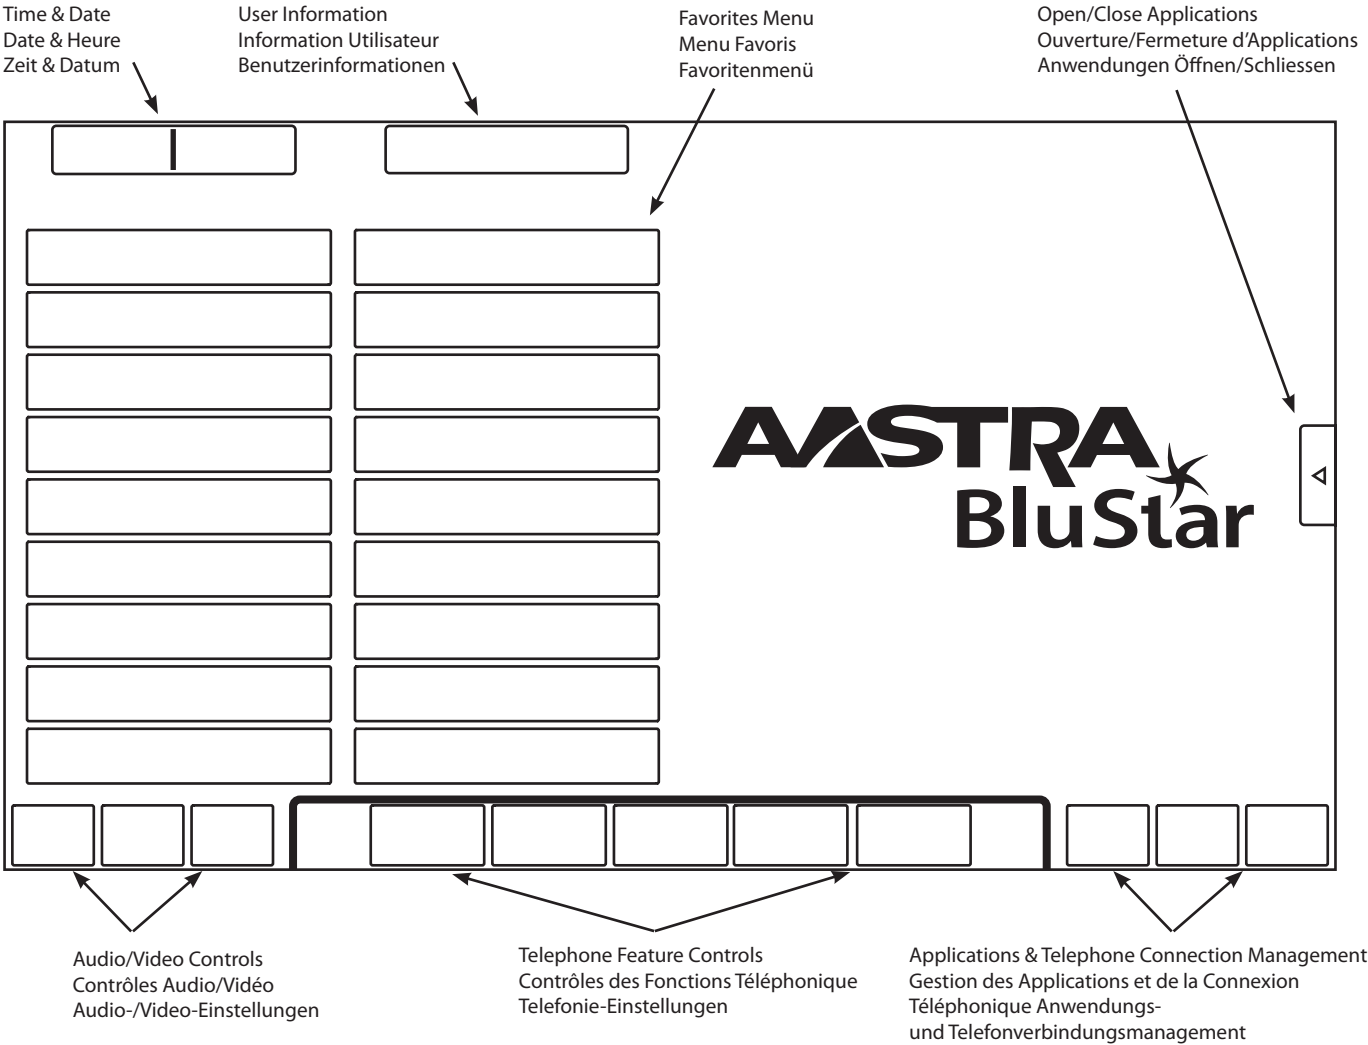 Time & Date
Date & Heure
Zeit & Datum
User Information
Information Utilisateur
Benutzerinformationen
Favorites Menu
Menu Favoris
Favoritenmenü
Open/Close Applications
Ouverture/Fermeture d’Applications
Anwendungen Öffnen/Schliessen
AASTRA
BluStar
Audio/Video Controls
Contrôles Audio/Vidéo
Audio-/Video-Einstellungen
Telephone Feature Controls
Contrôles des Fonctions Téléphonique
Telefonie-Einstellungen
Applications & Telephone Connection Management
Gestion des Applications et de la Connexion
Téléphonique Anwendungs-
und Telefonverbindungsmanagement